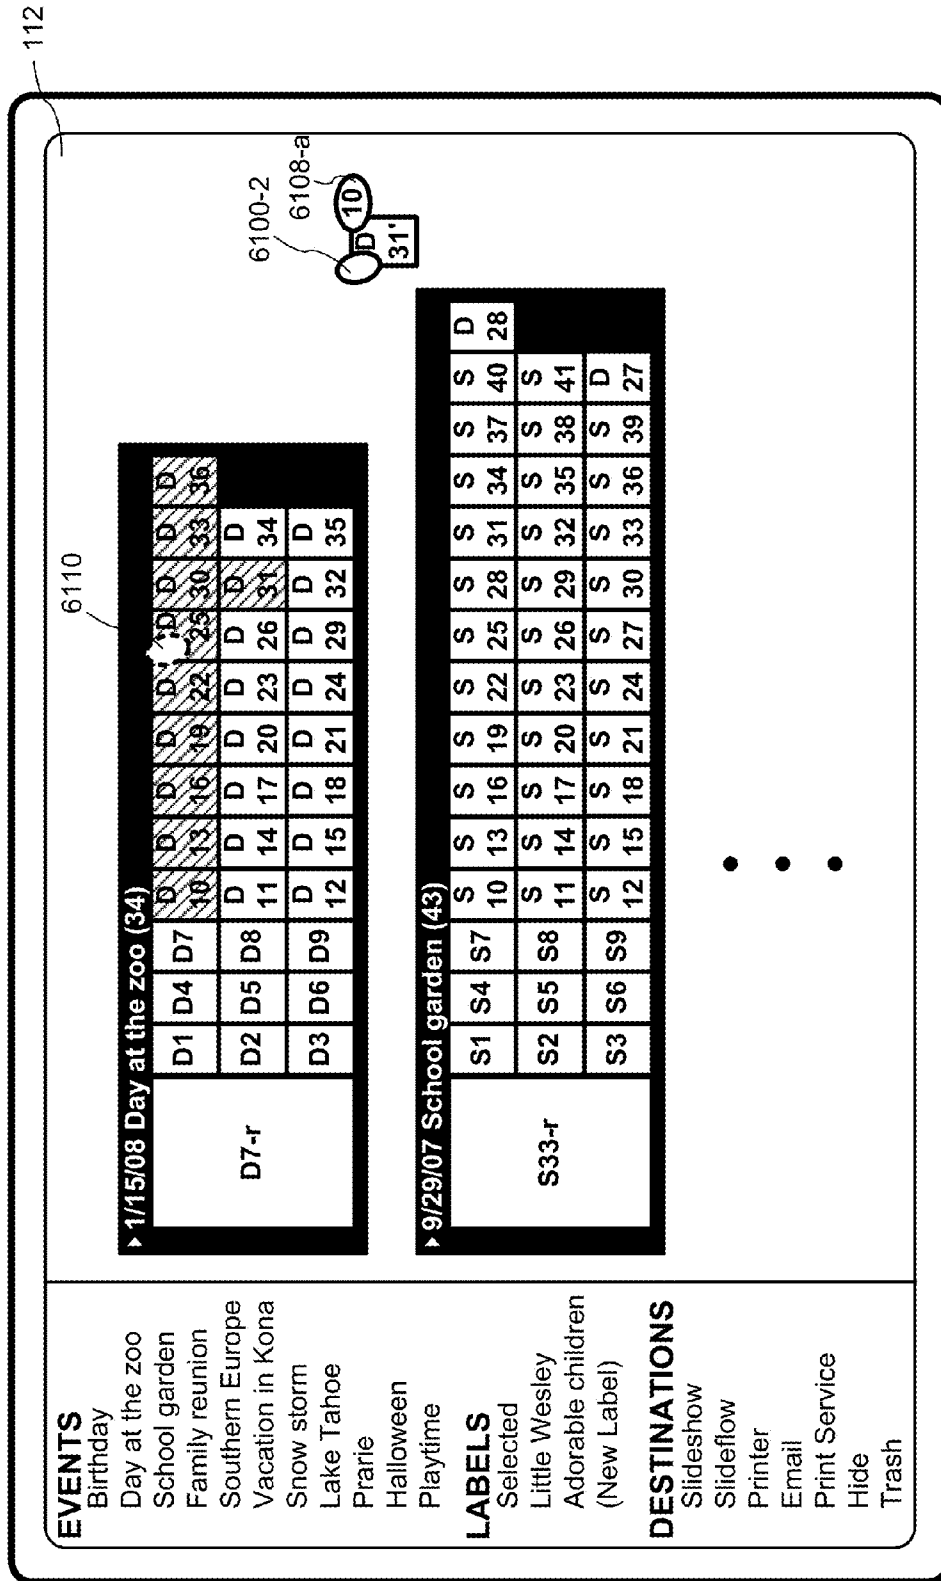 112
EVENTS
Birthday
Day at the zoo
School garden
Family reunion
Southern Europe
Vacation in Kona
Snow storm
Lake Tahoe
Prarie
Halloween
Playtime
LABELS
Selected
Little Wesley
Adorable children
(New Label)
DESTINATIONS
Slideshow
Slideflow
Printer
Email
Print Service
Hide
Trash
6110
1/15/08 Day at the zoo (34)
D7-r
D1 D4 D7 D D D D D D D D D
10 13 16 19 22 25 30 33 36
D2 D5 D8 D D D D D D D D
11 14 17 20 23 26 31 34
D3 D6 D9 D D D D D D D D
12 15 18 21 24 29 32 35
6100-2
6108-a
10
D
31'
9/29/07 School garden (43)
S33-r
S1 S4 S7 S S S S S S S S S S S D
10 13 16 19 22 25 28 31 34 37 40 28
S2 S5 S8 S S S S S S S S S S S
11 14 17 20 23 26 29 32 35 38 41
S3 S6 S9 S S S S S S S S S S D
12 15 18 21 24 27 30 33 36 39 27